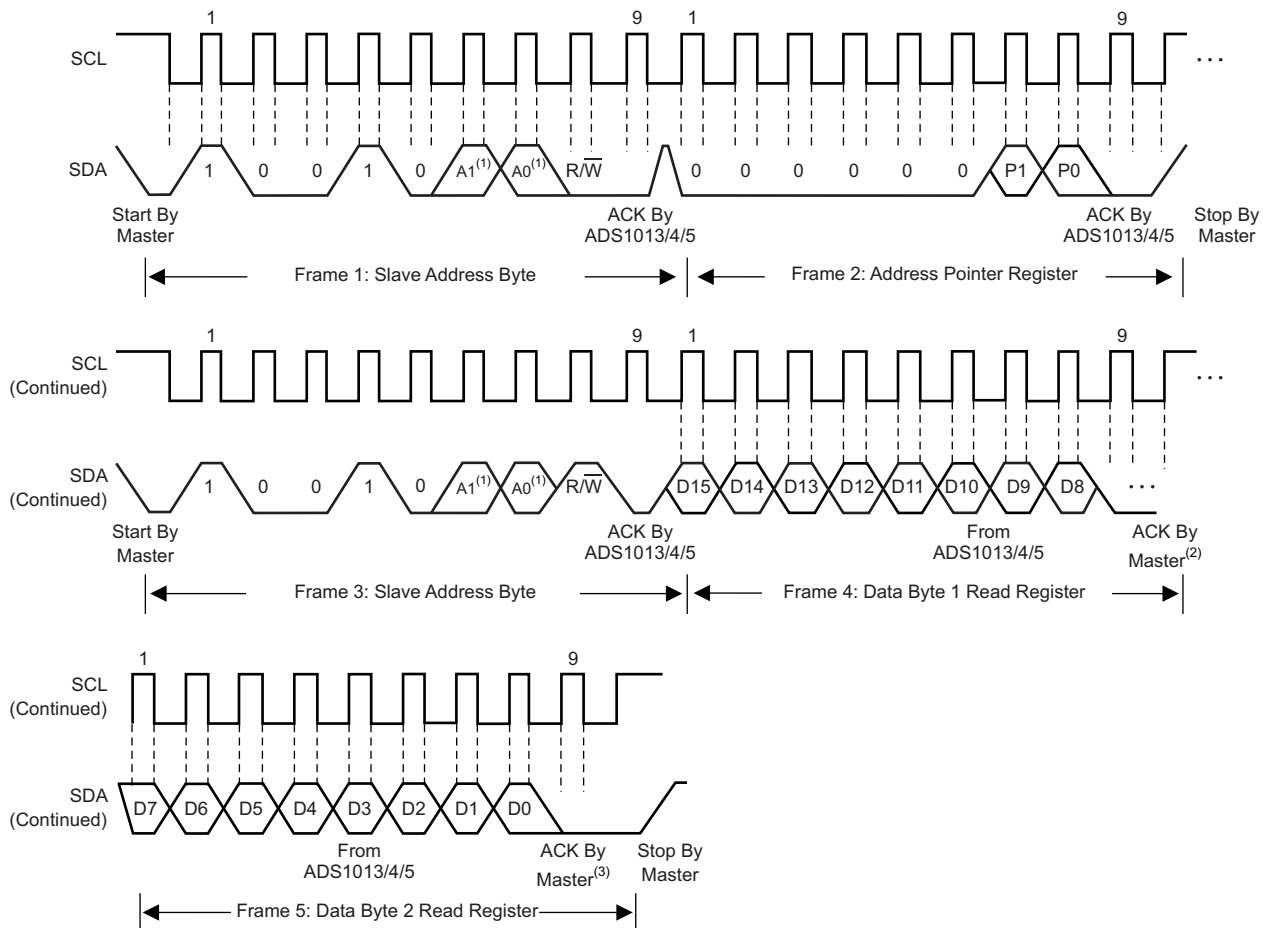 1 9 1 9
SCL ...
SDA 1 0 0 1 0 A1(1) A0(1) R/W̅ 0 0 0 0 0 0 P1 P0
Start By Master
ACK By ADS1013/4/5
ACK By ADS1013/4/5
Stop By Master
Frame 1: Slave Address Byte
Frame 2: Address Pointer Register
1 9 1 9
SCL (Continued) ...
SDA (Continued) 1 0 0 1 0 A1(1) A0(1) R/W̅ D15 D14 D13 D12 D11 D10 D9 D8 ...
Start By Master
ACK By ADS1013/4/5
From ADS1013/4/5
ACK By Master(2)
Frame 3: Slave Address Byte
Frame 4: Data Byte 1 Read Register
1 9
SCL (Continued)
SDA (Continued) D7 D6 D5 D4 D3 D2 D1 D0
From ADS1013/4/5
ACK By Master(3)
Stop By Master
Frame 5: Data Byte 2 Read Register